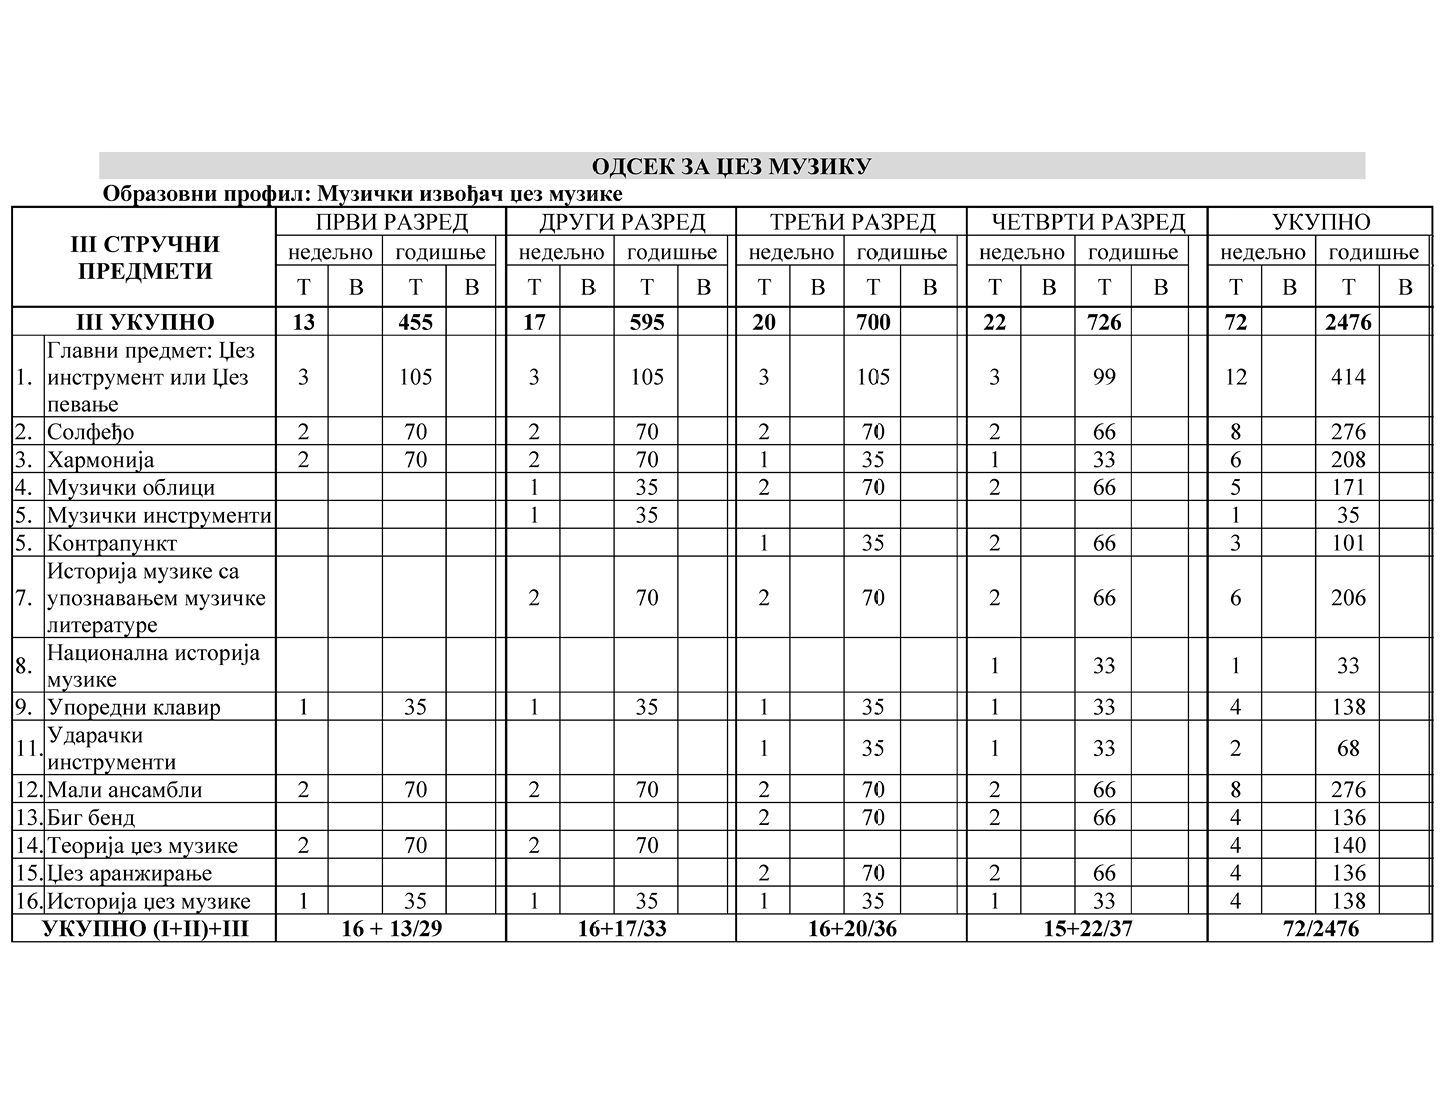 ОДСЕК ЗА ЏЕЗ МУЗИКУ
Образовни профил: Музички извођач џез музике
III СТРУЧНИ ПРЕДМЕТИ ПРВИ РАЗРЕД ДРУГИ РАЗРЕД ТРЕЋИ РАЗРЕД ЧЕТВРТИ РАЗРЕД УКУПНО
недељно годишње недељно годишње недељно годишње недељно годишње недељно годишње
Т В Т В Т В Т В Т В Т В Т В Т В Т В Т В
III УКУПНО 13 455 17 595 20 700 22 726 72 2476
1. Главни предмет: Џез
инструмент или Џез
певање 3 105 3 105 3 105 3 99 12 414
2. Солфеђо 2 70 2 70 2 70 2 66 8 276
3. Хармонија 2 70 2 70 1 35 1 33 6 208
4. Музички облици 1 35 2 70 2 66 5 171
5. Музички инструменти 1 35 1 35
5. Контрапункт 1 35 2 66 3 101
7. Историја музике са
упознавањем музичке
литературе 2 70 2 70 2 66 6 206
8. Национална историја
музике 1 33 1 33
9. Упоредни клавир 1 35 1 35 1 35 1 33 4 138
11. Ударачки
инструменти 1 35 1 33 2 68
12. Мали ансамбли 2 70 2 70 2 70 2 66 8 276
13. Биг бенд 2 70 2 66 4 136
14. Теорија џез музике 2 70 2 70 4 140
15. Џез аранжирање 2 70 2 66 4 136
16. Историја џез музике 1 35 1 35 1 35 1 33 4 138
УКУПНО (I+II)+III 16 + 13/29 16+17/33 16+20/36 15+22/37 72/2476